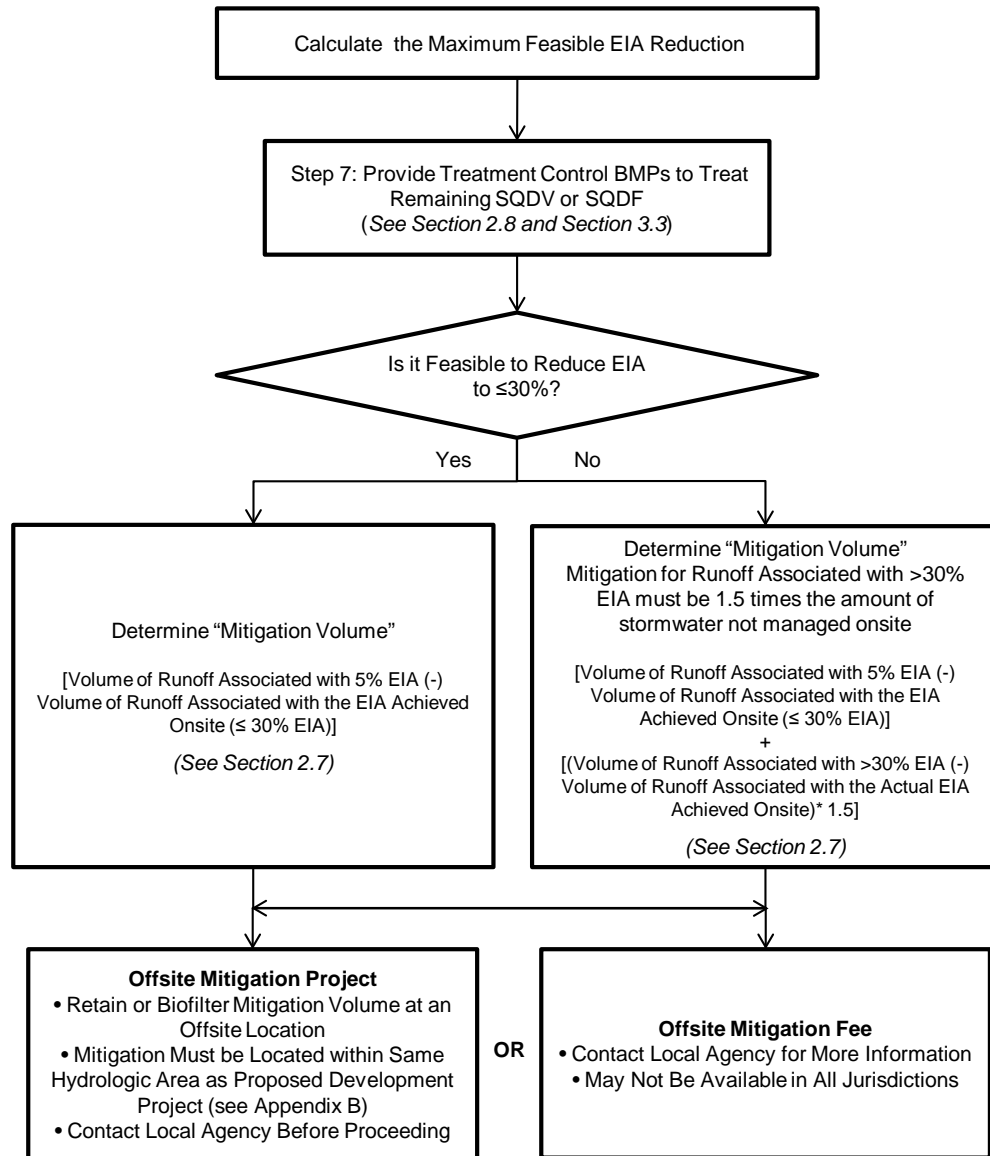 Calculate the Maximum Feasible EIA Reduction
Step 7: Provide Treatment Control BMPs to Treat
Remaining SQDV or SQDF
(See Section 2.8 and Section 3.3)
Is it Feasible to Reduce EIA
to ≤30%?
Yes
No
Determine “Mitigation Volume”
[Volume of Runoff Associated with 5% EIA (-)
Volume of Runoff Associated with the EIA Achieved
Onsite (≤ 30% EIA)]
(See Section 2.7)
Determine “Mitigation Volume”
Mitigation for Runoff Associated with >30%
EIA must be 1.5 times the amount of
stormwater not managed onsite
[Volume of Runoff Associated with 5% EIA (-)
Volume of Runoff Associated with the EIA
Achieved Onsite (≤ 30% EIA)]
+
[(Volume of Runoff Associated with >30% EIA (-)
Volume of Runoff Associated with the Actual EIA
Achieved Onsite)* 1.5]
(See Section 2.7)
Offsite Mitigation Project
• Retain or Biofilter Mitigation Volume at an
Offsite Location
• Mitigation Must be Located within Same
Hydrologic Area as Proposed Development
Project (see Appendix B)
• Contact Local Agency Before Proceeding
OR
Offsite Mitigation Fee
• Contact Local Agency for More Information
• May Not Be Available in All Jurisdictions